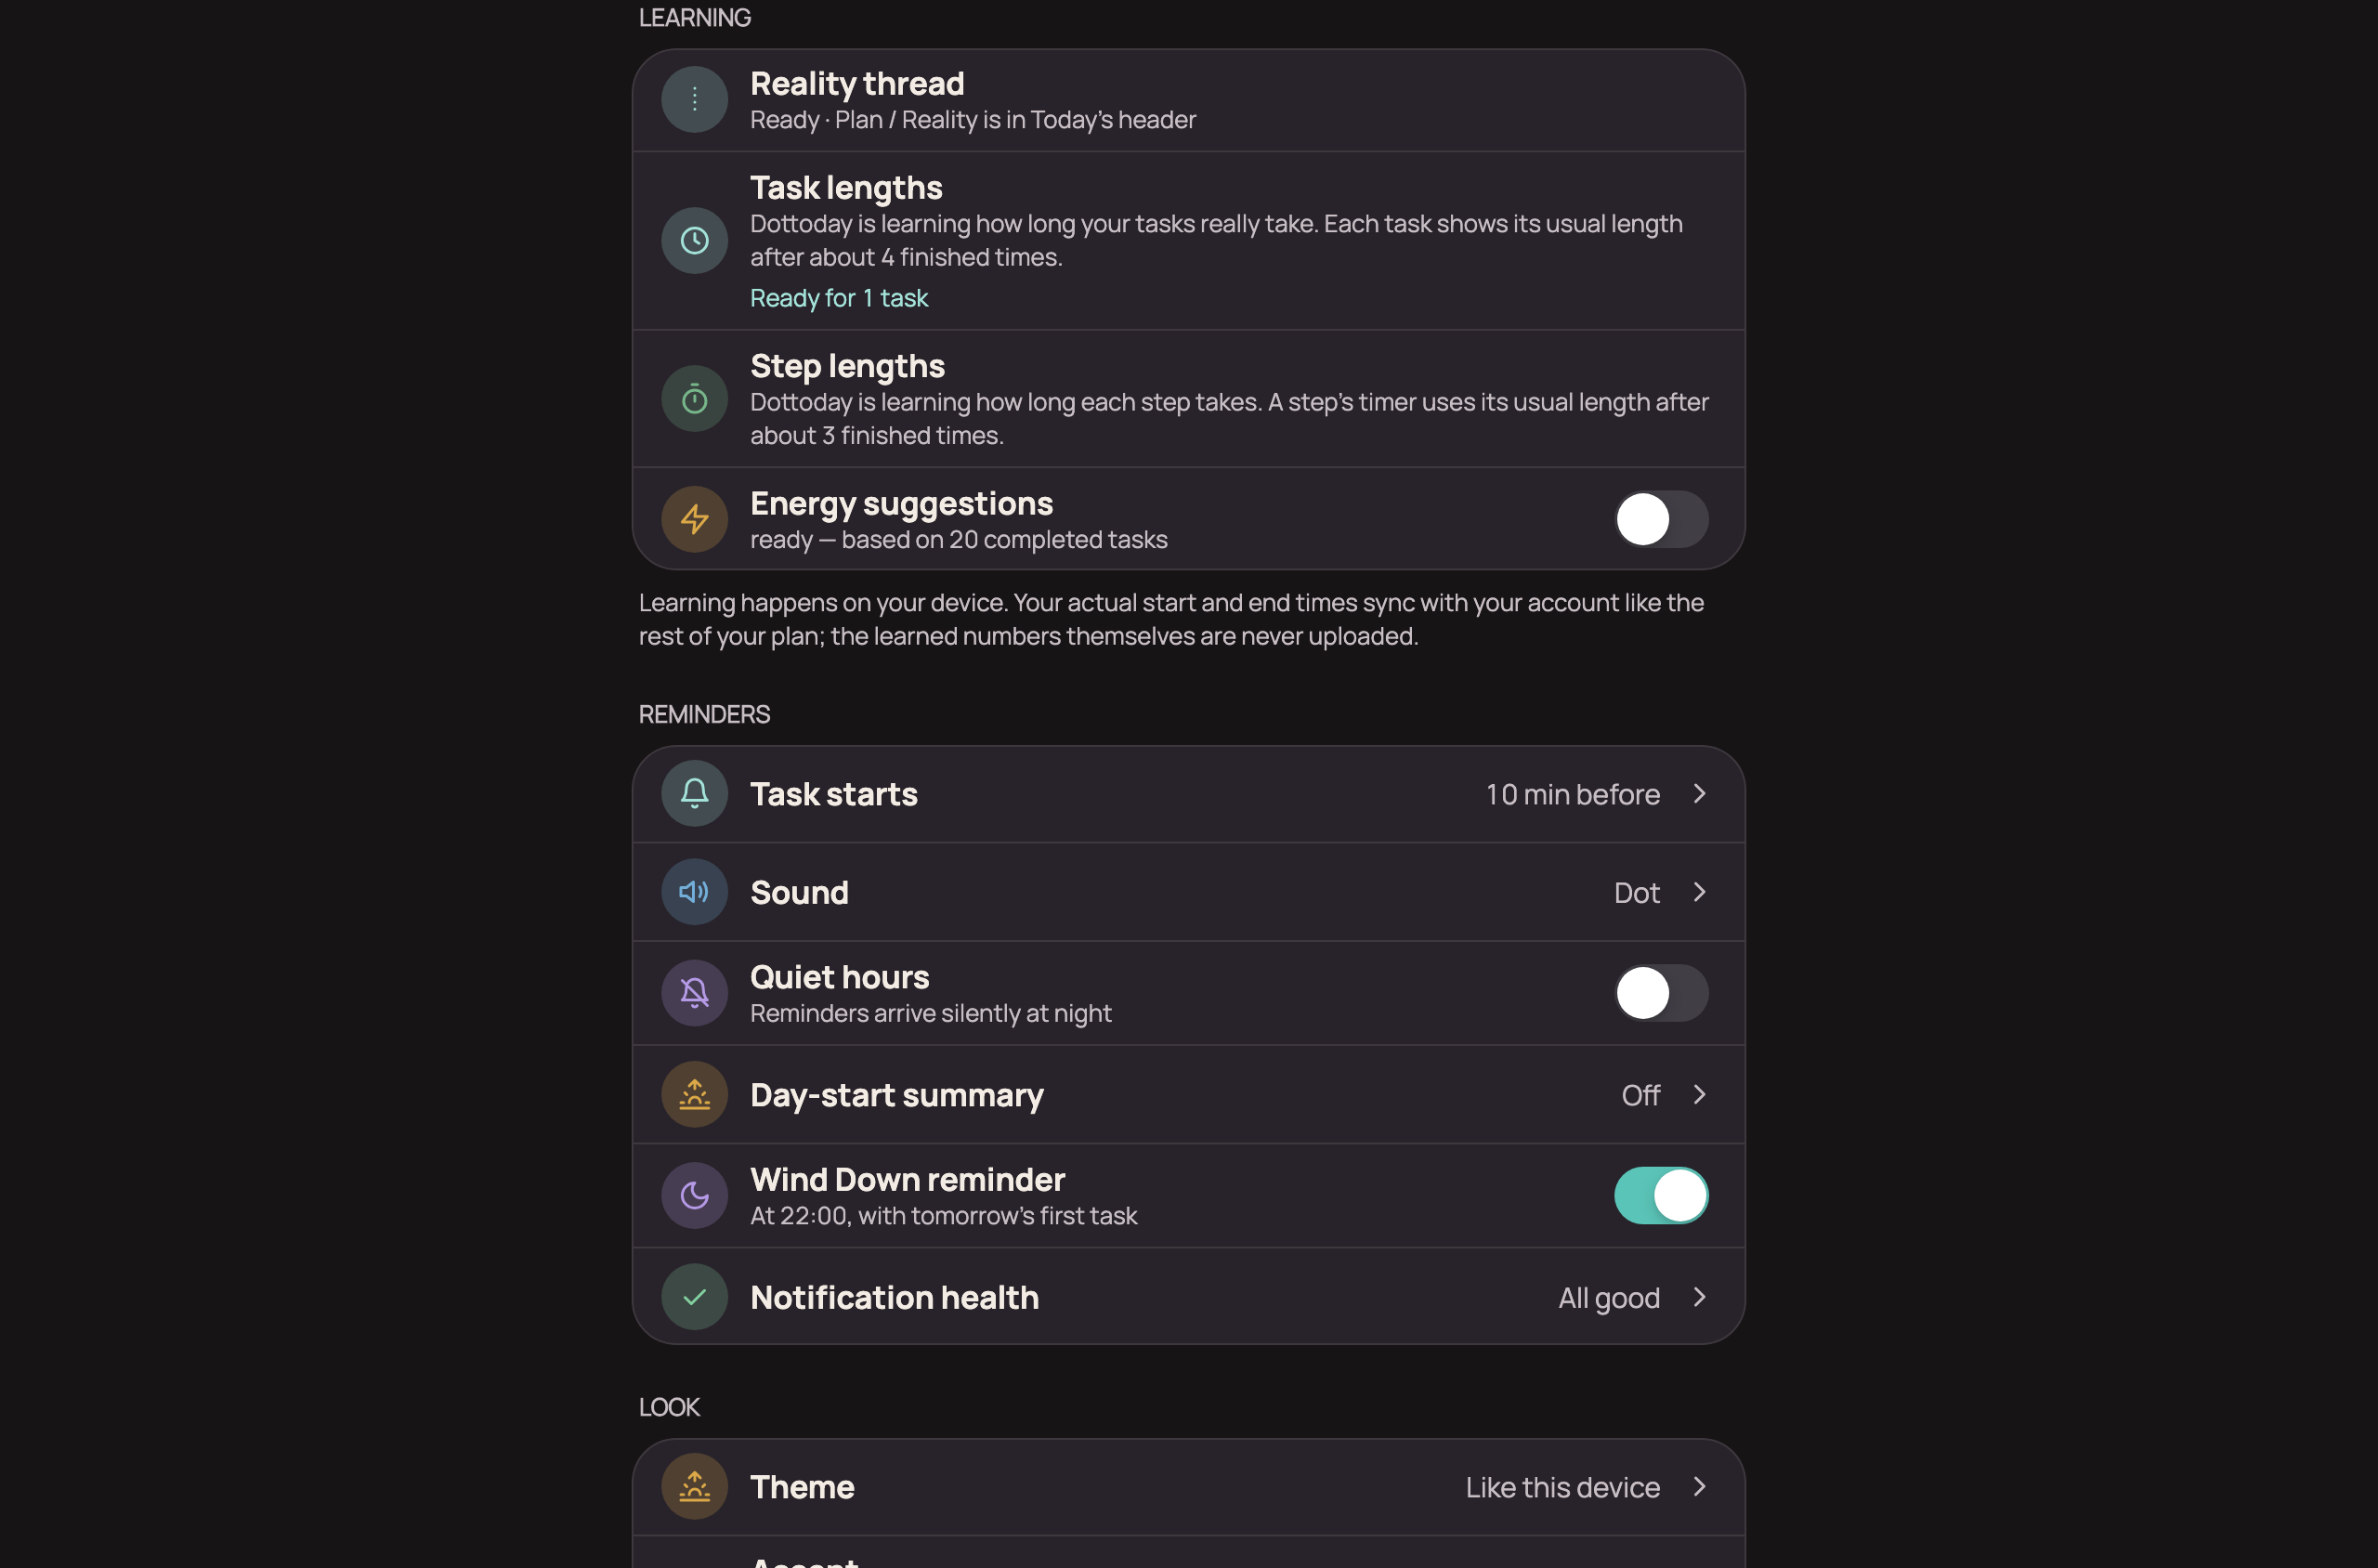 LEARNING
Reality thread
Ready · Plan / Reality is in Today’s header
Task lengths
Dottoday is learning how long your tasks really take. Each task shows its usual length
after about 4 finished times.
Ready for 1 task
Step lengths
Dottoday is learning how long each step takes. A step’s timer uses its usual length after
about 3 finished times.
Energy suggestions
ready — based on 20 completed tasks
Learning happens on your device. Your actual start and end times sync with your account like the
rest of your plan; the learned numbers themselves are never uploaded.
REMINDERS
Task starts 10 min before
Sound Dot
Quiet hours
Reminders arrive silently at night
Day-start summary Off
Wind Down reminder
At 22:00, with tomorrow’s first task
Notification health All good
LOOK
Theme Like this device